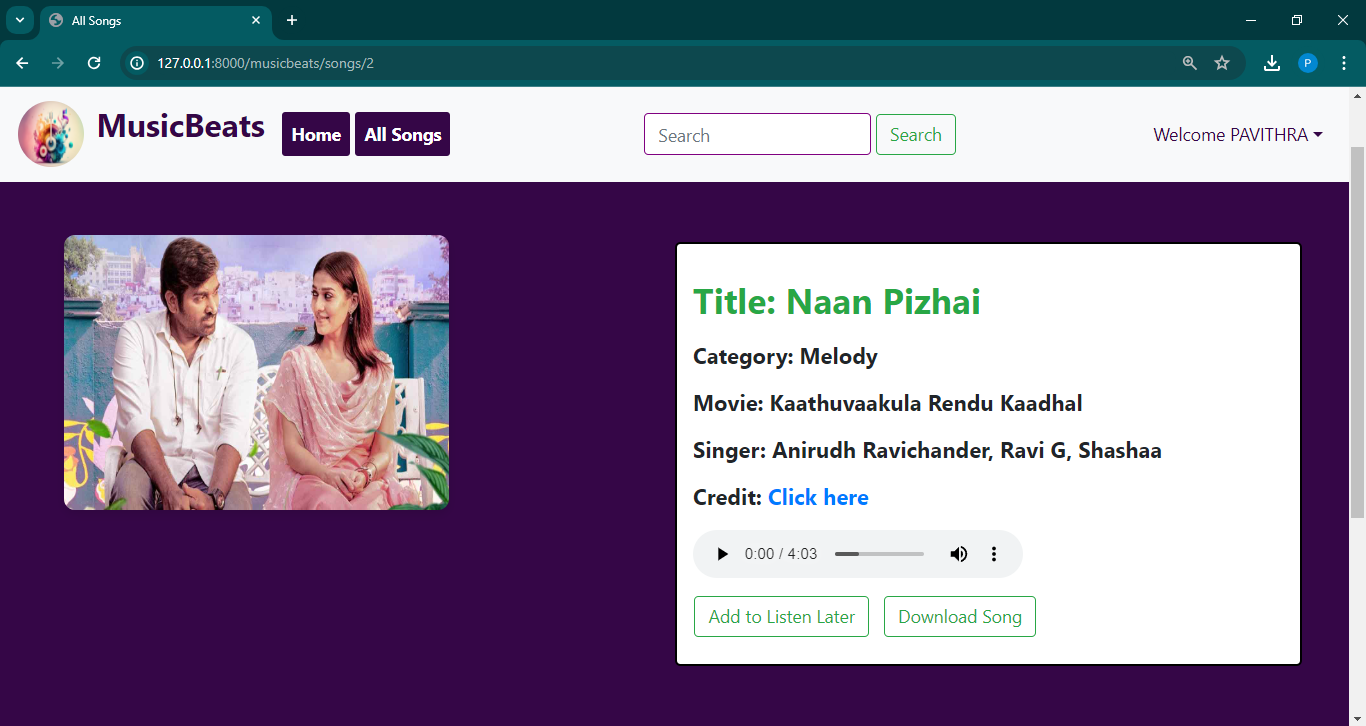 All Songs
127.0.0.1:8000/musicbeats/songs/2
P
MusicBeats Home All Songs Search Search Welcome PAVITHRA
Title: Naan Pizhai
Category: Melody
Movie: Kaathuvaakula Rendu Kaadhal
Singer: Anirudh Ravichander, Ravi G, Shashaa
Credit: Click here
0:00 / 4:03
Add to Listen Later Download Song